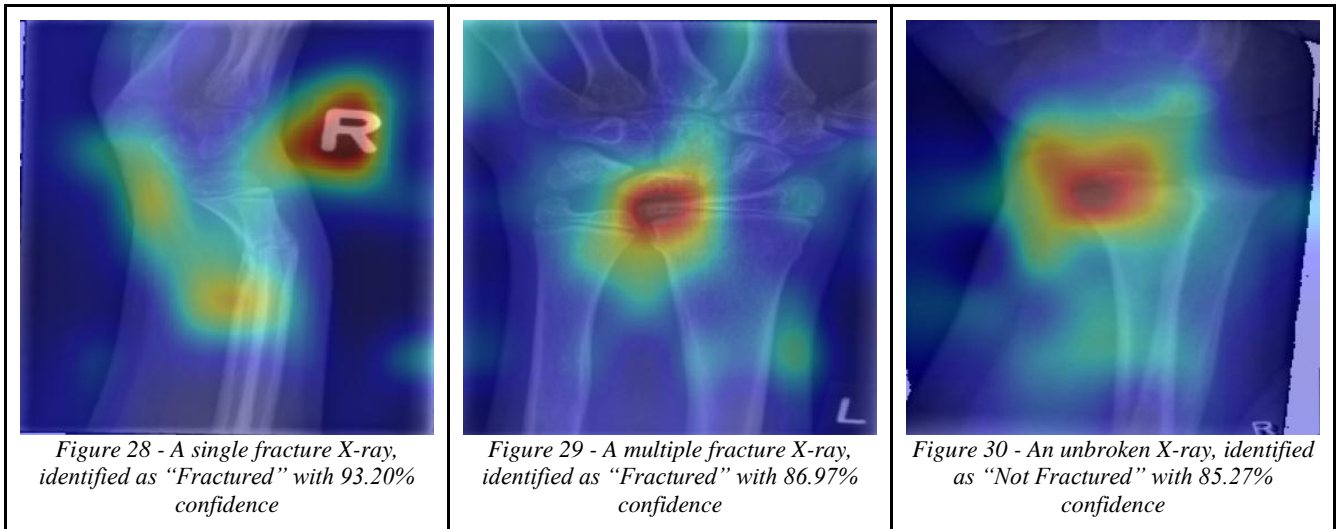 R
L
R
Figure 28 - A single fracture X-ray,
identified as “Fractured” with 93.20%
confidence
Figure 29 - A multiple fracture X-ray,
identified as “Fractured” with 86.97%
confidence
Figure 30 - An unbroken X-ray, identified
as “Not Fractured” with 85.27%
confidence